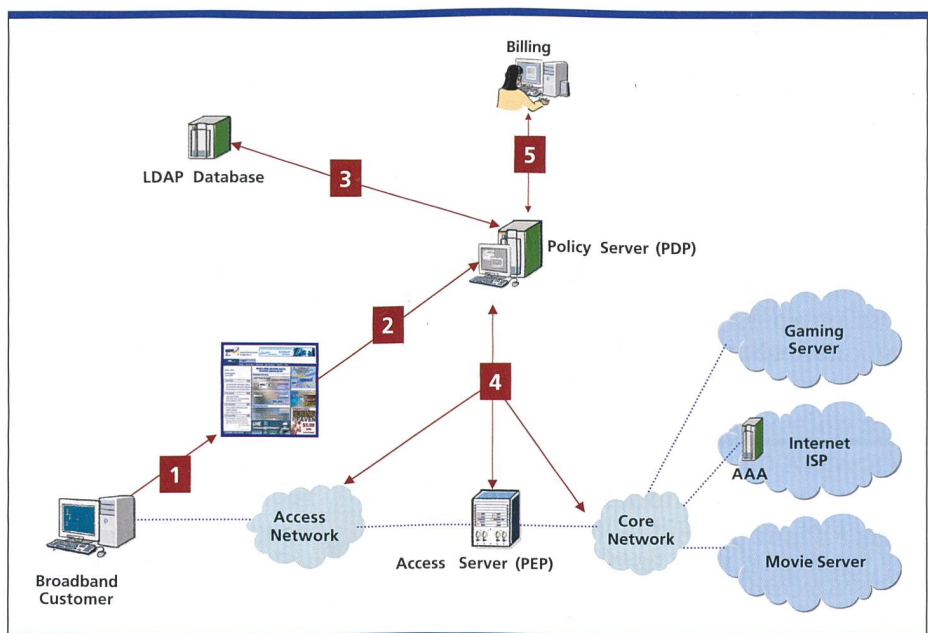 Billing
5
LDAP Database
3
Policy Server (PDP)
2
Gaming
Server
4
1
Internet
ISP
AAA
Access
Network
Core
Network
Access Server (PEP)
Movie Server
Broadband
Customer